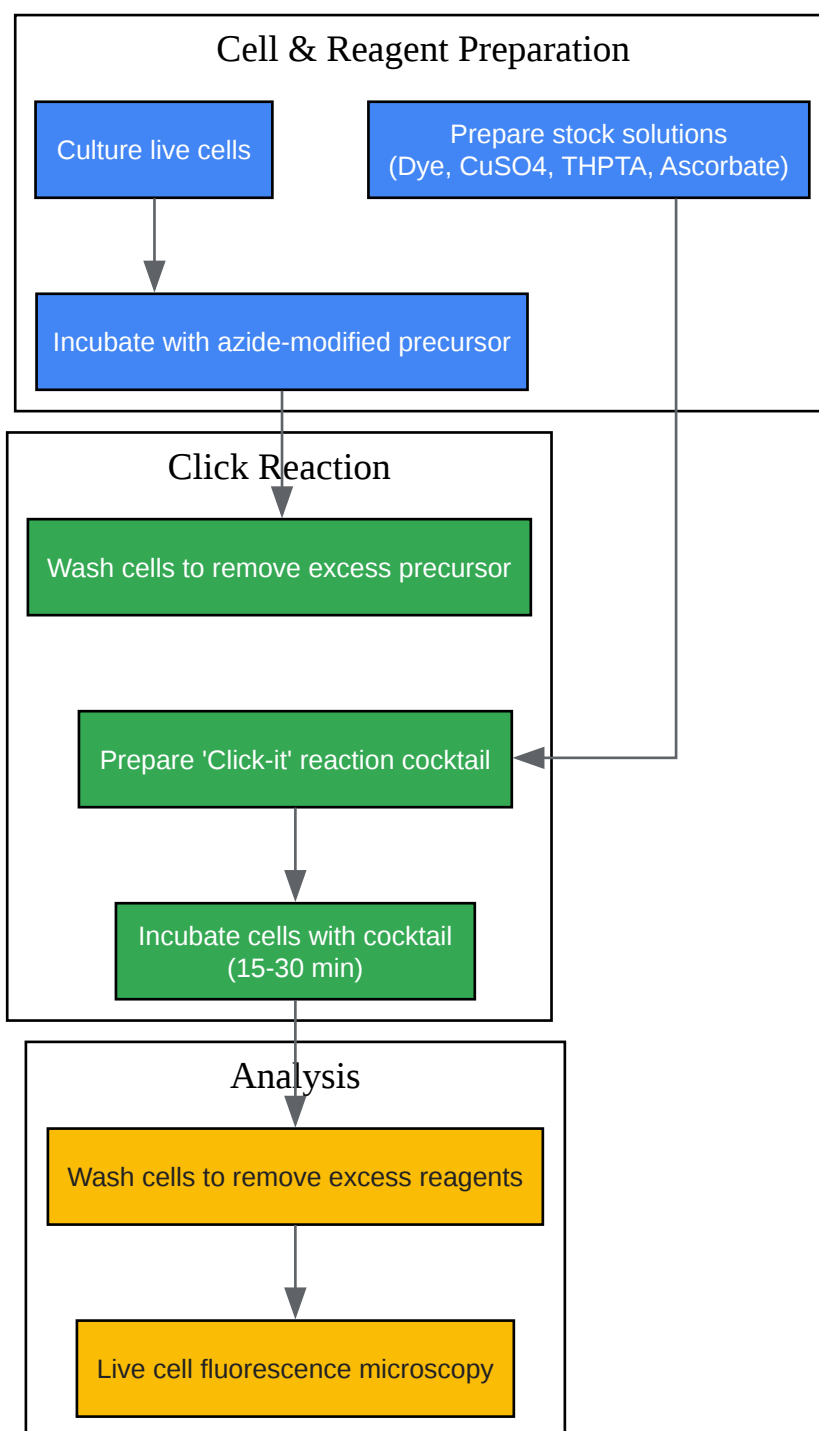 Cell & Reagent Preparation
Culture live cells
Prepare stock solutions
(Dye, CuSO4, THPTA, Ascorbate)
Incubate with azide-modified precursor
Click Reaction
Wash cells to remove excess precursor
Prepare 'Click-it' reaction cocktail
Incubate cells with cocktail
(15-30 min)
Analysis
Wash cells to remove excess reagents
Live cell fluorescence microscopy